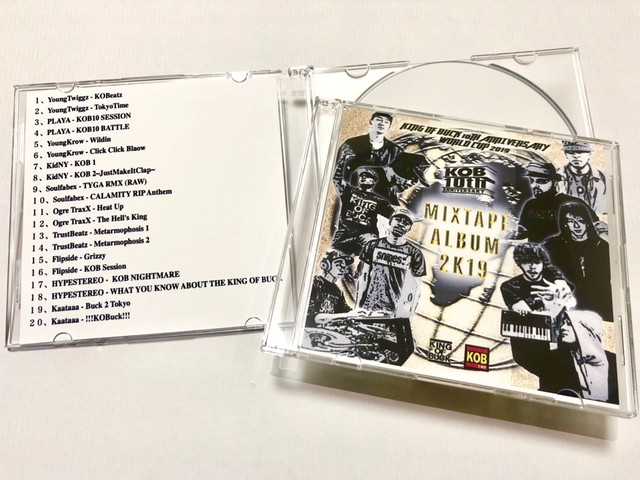 1、YoungTwiggz - KOBeatz
2、YoungTwiggz - TokyoTime
3、PLAYA - KOB10 SESSION
4、PLAYA - KOB10 BATTLE
5、YoungKrow - Wildin
6、YoungKrow - Click Click Blaow
7、KidNY - KOB 1
8、KidNY - KOB 2~JustMakeItClap~
9、Soulfabex - TYGA RMX (RAW)
10、Soulfabex - CALAMITY RIP Anthem
11、Ogre TraxX - Heat Up
12、Ogre TraxX - The Hell's King
13、TrustBeatz - Metarmophosis 1
14、TrustBeatz - Metarmophosis 2
15、Flipside - Grizzy
16、Flipside - KOB Session
17、HYPESTEREO - KOB NIGHTMARE
18、HYPESTEREO - WHAT YOU KNOW ABOUT THE KING OF BUCK
19、Kaataaa - Buck 2 Tokyo
20、Kaataaa - !!!KOBuck!!!
KING OF BUCK 10TH ANNIVERSARY
WORLD CUP 2019
KOB
10TH
ANNIVERSARY
MIXTAPE
ALBUM
2K19
KING
OF
snipes
KING
OF
BUCK
KOB